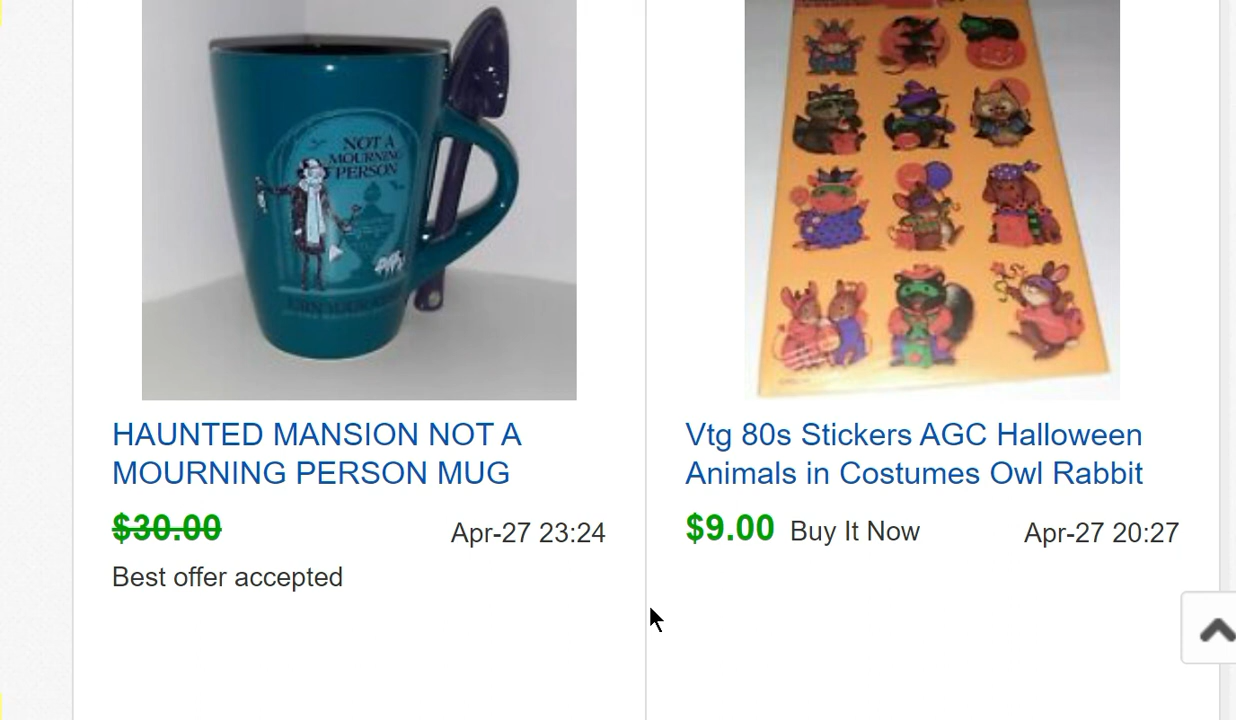 NOT A
MOURNING
PERSON
HAUNTED MANSION NOT A
MOURNING PERSON MUG
$30.00
Apr-27 23:24
Best offer accepted
Vtg 80s Stickers AGC Halloween
Animals in Costumes Owl Rabbit
$9.00 Buy It Now
Apr-27 20:27